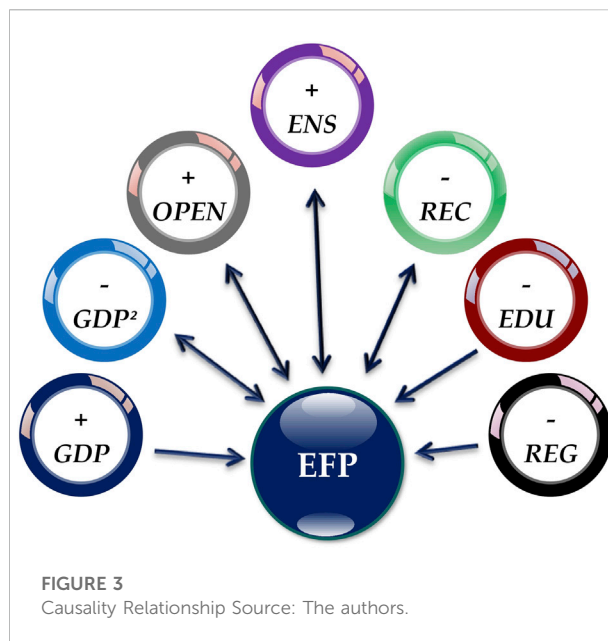 +
ENS
+
OPEN
-
REC
-
GDP²
-
EDU
+
GDP
EFP
-
REG
FIGURE 3
Causality Relationship Source: The authors.